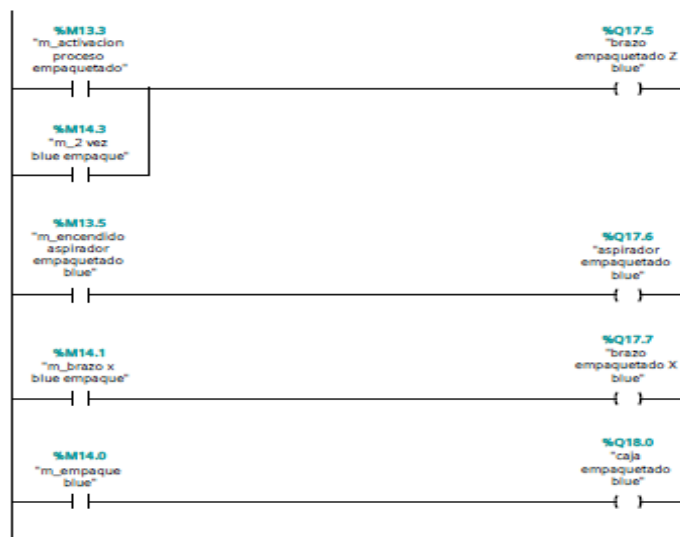 %M13.3
"m_activacion
proceso
empaquetado"
%Q17.5
"brazo
empaquetado Z
blue"
%M14.3
"m_2 vez
blue empaque"
%M13.5
"m_encendido
aspirador
empaquetado
blue"
%Q17.6
"aspirador
empaquetado
blue"
%M14.1
"m_brazo x
blue empaque"
%Q17.7
"brazo
empaquetado X
blue"
%M14.0
"m_empaque
blue"
%Q18.0
"caja
empaquetado
blue"